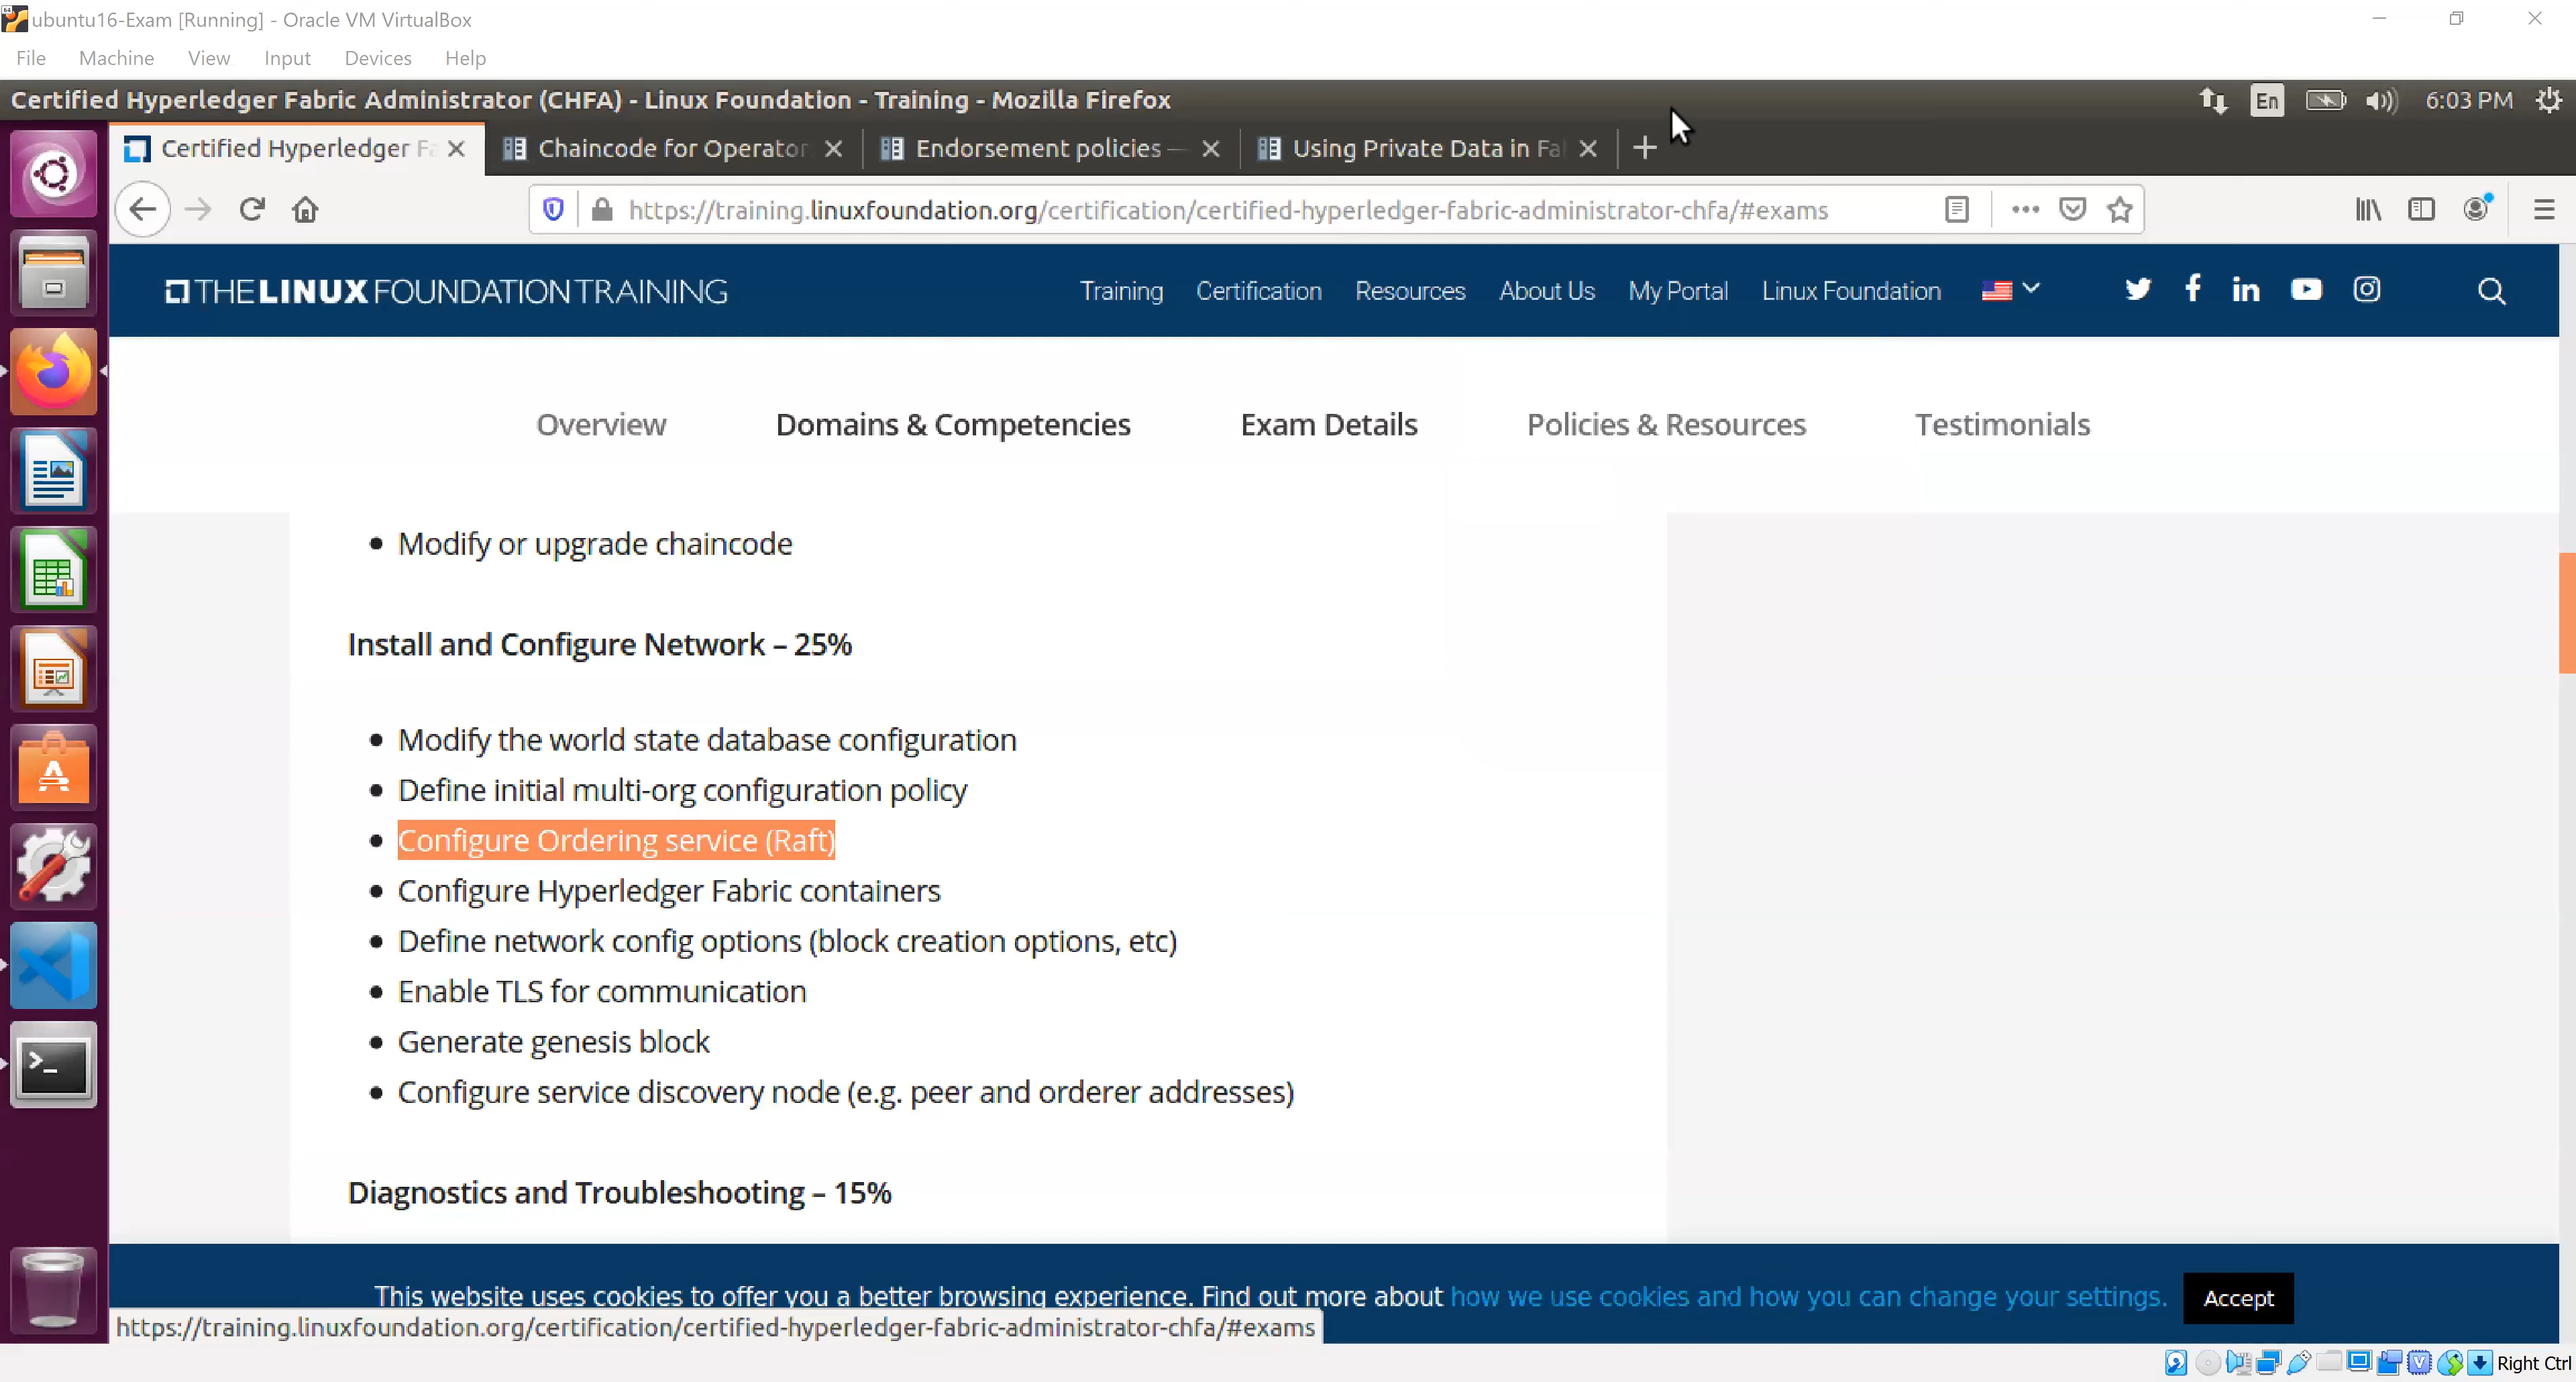 ubuntu16-Exam [Running] - Oracle VM VirtualBox
File Machine View Input Devices Help
Certified Hyperledger Fabric Administrator (CHFA) - Linux Foundation - Training - Mozilla Firefox
En
6:03 PM
Certified Hyperledger Fa
Chaincode for Operator
Endorsement policies —
Using Private Data in Fa
https://training.linuxfoundation.org/certification/certified-hyperledger-fabric-administrator-chfa/#exams
THE LINUX FOUNDATION TRAINING
Training Certification Resources About Us My Portal Linux Foundation
Overview Domains & Competencies Exam Details Policies & Resources Testimonials
• Modify or upgrade chaincode
Install and Configure Network – 25%
• Modify the world state database configuration
• Define initial multi-org configuration policy
• Configure Ordering service (Raft)
• Configure Hyperledger Fabric containers
• Define network config options (block creation options, etc)
• Enable TLS for communication
• Generate genesis block
• Configure service discovery node (e.g. peer and orderer addresses)
Diagnostics and Troubleshooting – 15%
This website uses cookies to offer you a better browsing experience. Find out more about how we use cookies and how you can change your settings.
Accept
https://training.linuxfoundation.org/certification/certified-hyperledger-fabric-administrator-chfa/#exams
Right Ctrl